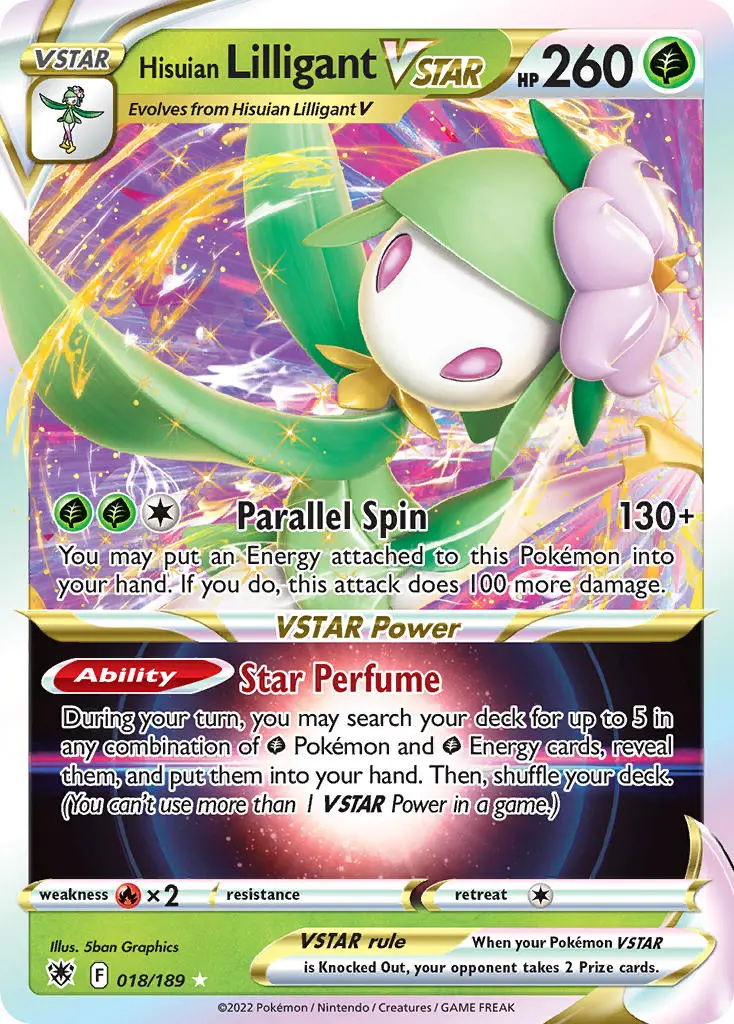 VSTAR
Hisuian Lilligant VSTAR HP 260
Evolves from Hisuian Lilligant V
Parallel Spin 130+
You may put an Energy attached to this Pokémon into
your hand. If you do, this attack does 100 more damage.
VSTAR Power
Ability Star Perfume
During your turn, you may search your deck for up to 5 in
any combination of Pokémon and Energy cards, reveal
them, and put them into your hand. Then, shuffle your deck.
(You can't use more than 1 VSTAR Power in a game.)
weakness ×2 resistance retreat
Illus. 5ban Graphics
F 018/189
VSTAR rule When your Pokémon VSTAR
is Knocked Out, your opponent takes 2 Prize cards.
©2022 Pokémon / Nintendo / Creatures / GAME FREAK